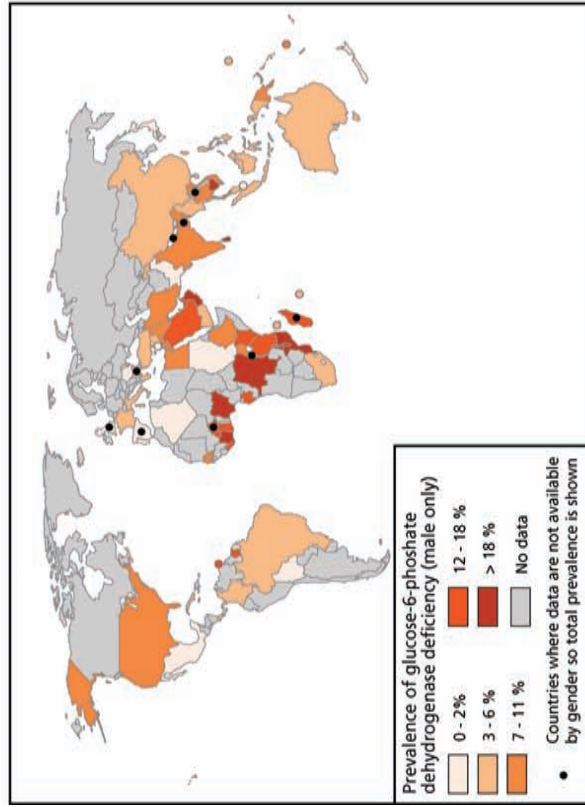 Prevalence of glucose-6-phoshate
dehydrogenase deficiency (male only)
0 - 2%
12 - 18 %
3 - 6 %
> 18 %
7 - 11 %
No data
Countries where data are not available
by gender so total prevalence is shown